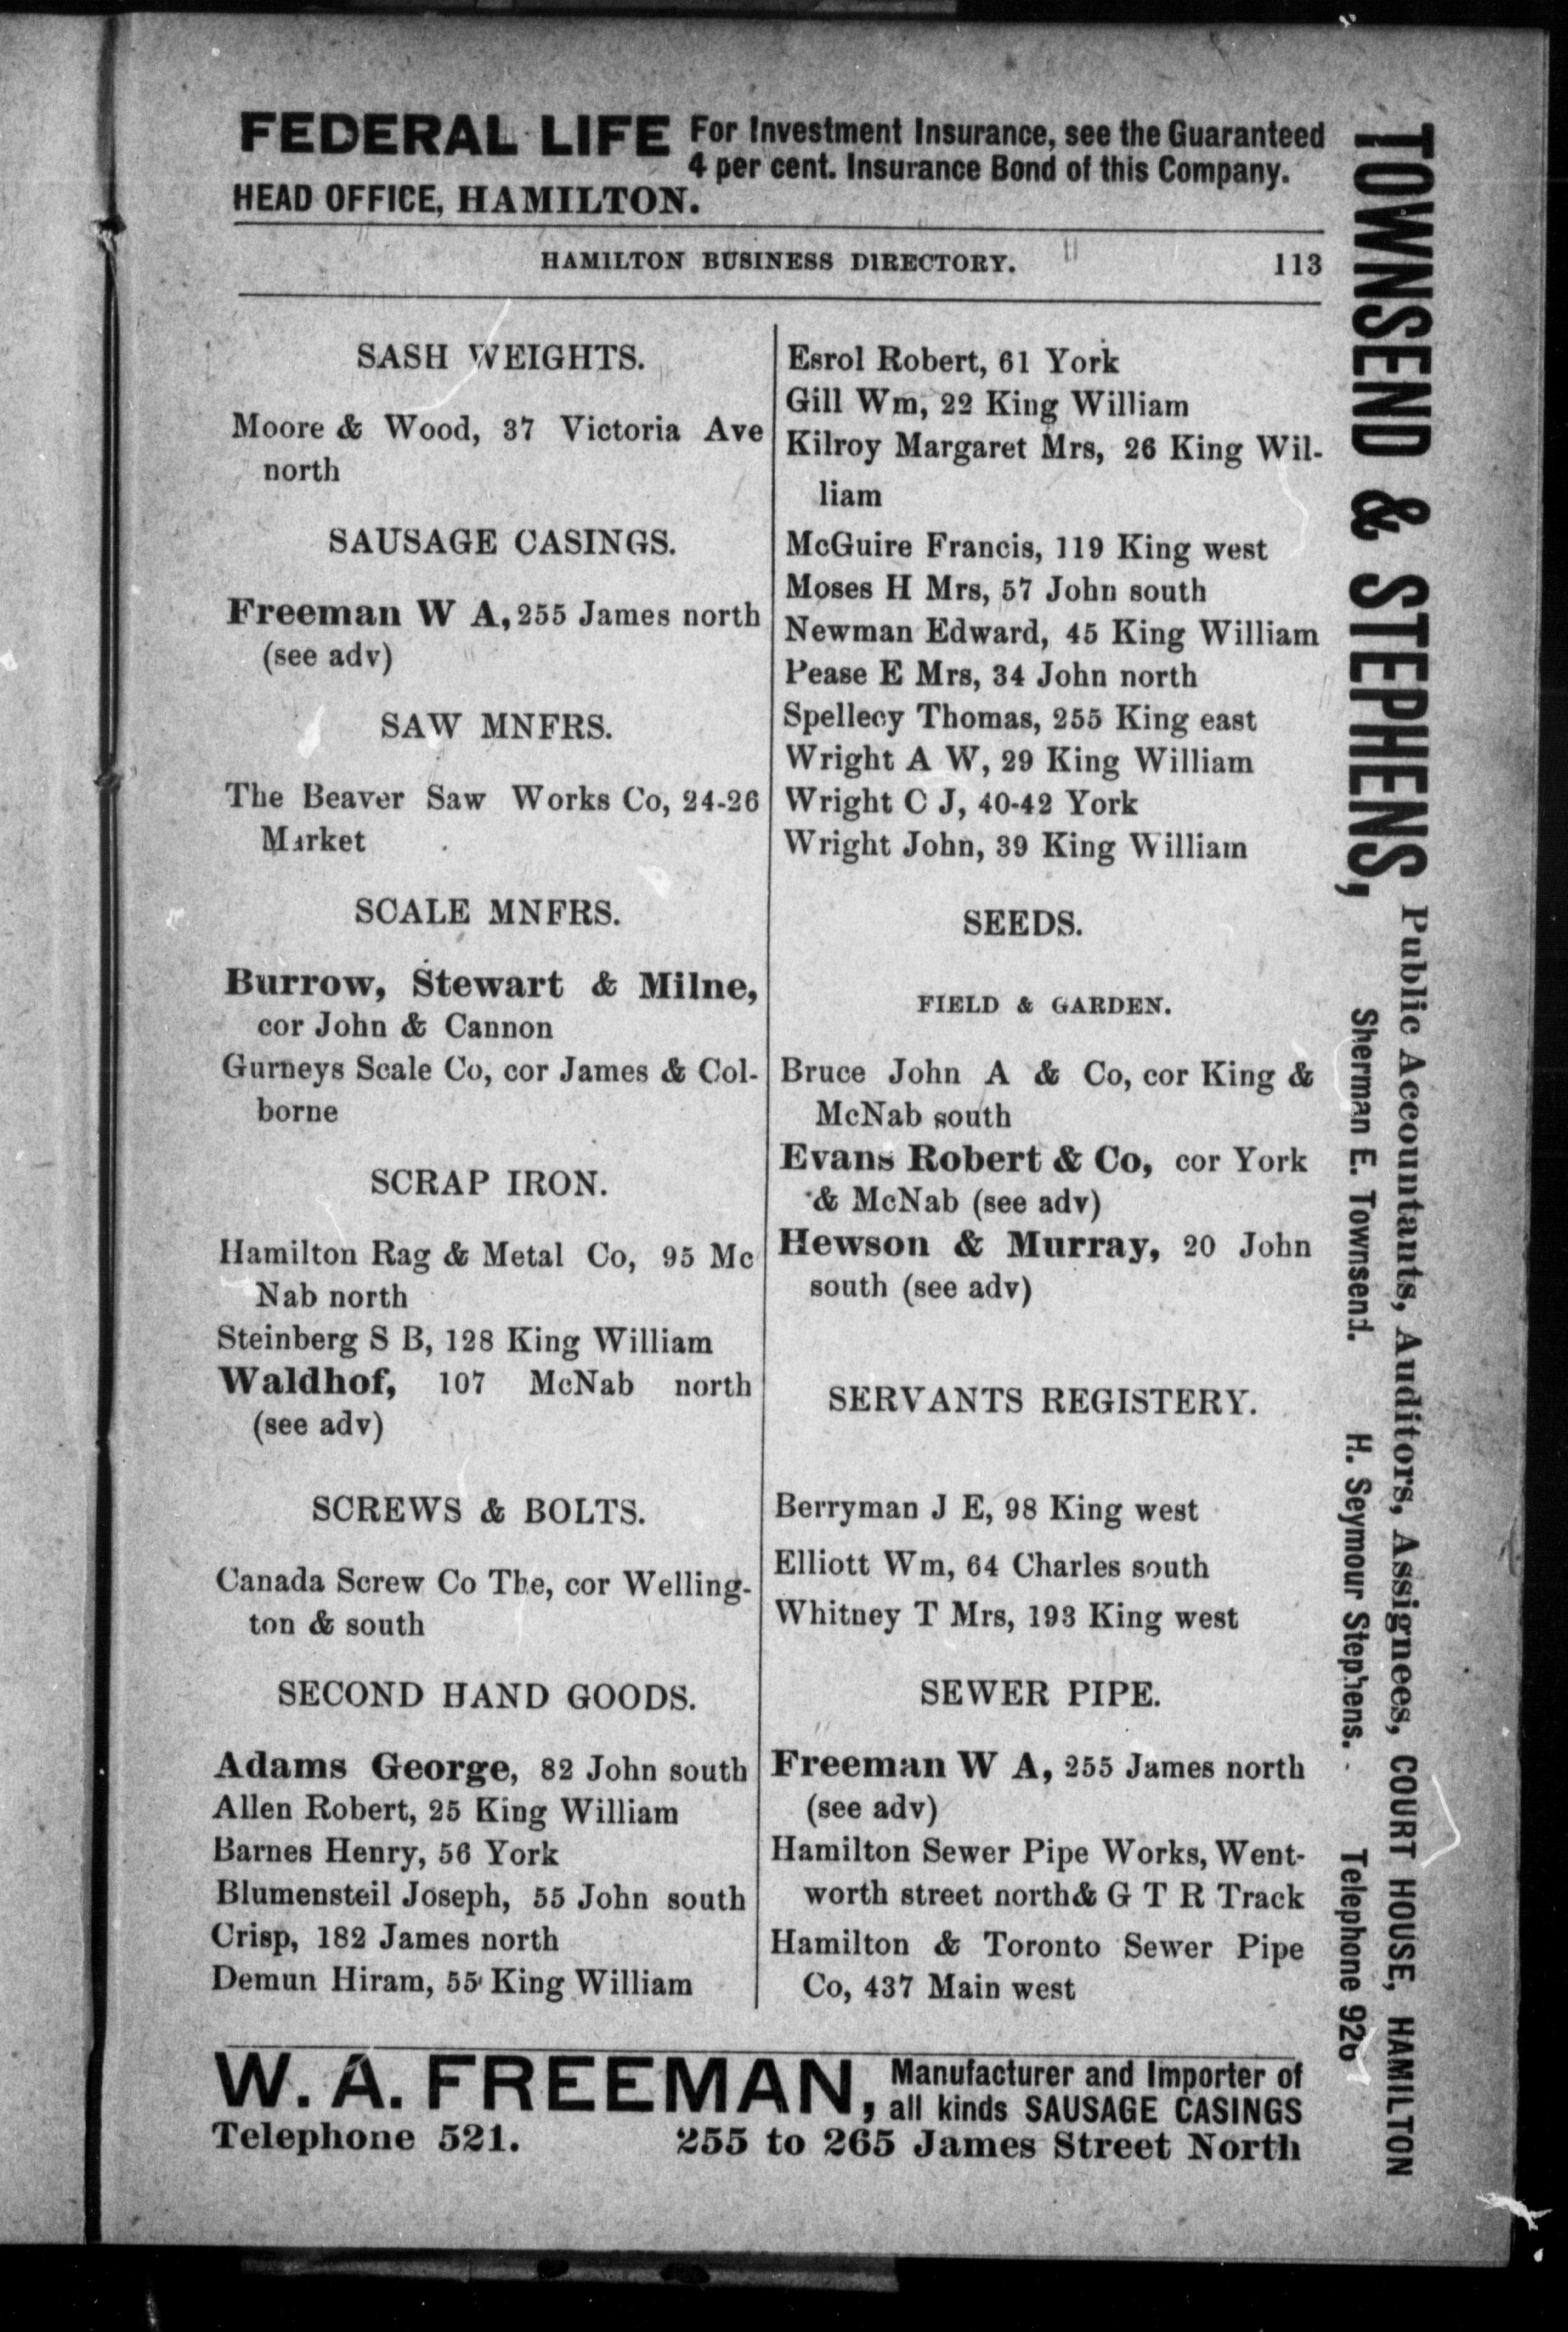 FEDERAL LIFE For Investment Insurance, see the Guaranteed
4 per cent. Insurance Bond of this Company.
HEAD OFFICE, HAMILTON.
HAMILTON BUSINESS DIRECTORY. 113
SASH WEIGHTS.
Moore & Wood, 37 Victoria Ave
north
SAUSAGE CASINGS.
Freeman W A, 255 James north
(see adv)
SAW MNFRS.
The Beaver Saw Works Co, 24-26
Market
SCALE MNFRS.
Burrow, Stewart & Milne,
cor John & Cannon
Gurneys Scale Co, cor James & Col-
borne
SCRAP IRON.
Hamilton Rag & Metal Co, 95 Mc
Nab north
Steinberg S B, 128 King William
Waldhof, 107 McNab north
(see adv)
SCREWS & BOLTS.
Canada Screw Co The, cor Welling-
ton & south
SECOND HAND GOODS.
Adams George, 82 John south
Allen Robert, 25 King William
Barnes Henry, 56 York
Blumensteil Joseph, 55 John south
Crisp, 182 James north
Demun Hiram, 55 King William
Esrol Robert, 61 York
Gill Wm, 22 King William
Kilroy Margaret Mrs, 26 King Wil-
liam
McGuire Francis, 119 King west
Moses H Mrs, 57 John south
Newman Edward, 45 King William
Pease E Mrs, 34 John north
Spellecy Thomas, 255 King east
Wright A W, 29 King William
Wright C J, 40-42 York
Wright John, 39 King William
SEEDS.
FIELD & GARDEN.
Bruce John A & Co, cor King &
McNab south
Evans Robert & Co, cor York
& McNab (see adv)
Hewson & Murray, 20 John
south (see adv)
SERVANTS REGISTERY.
Berryman J E, 98 King west
Elliott Wm, 64 Charles south
Whitney T Mrs, 193 King west
SEWER PIPE.
Freeman W A, 255 James north
(see adv)
Hamilton Sewer Pipe Works, Went-
worth street north& G T R Track
Hamilton & Toronto Sewer Pipe
Co, 437 Main west
W. A. FREEMAN, Manufacturer and Importer of
all kinds SAUSAGE CASINGS
Telephone 521. 255 to 265 James Street North
TOWNSEND & STEPHENS, Public Accountants, Auditors, Assignees, COURT HOUSE, HAMILTON
Sherman E. Townsend. H. Seymour Stephens. Telephone